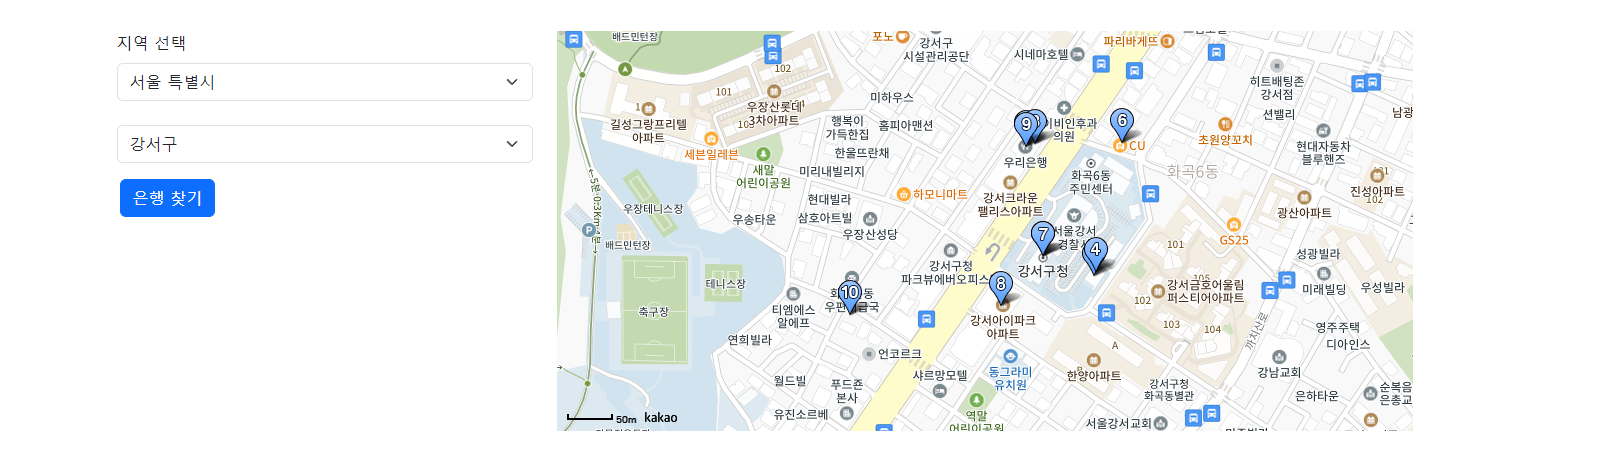 지역 선택
서울 특별시
강서구
은행 찾기
배드민턴장
포노
강서구
시설관리공단
시네마호텔
파리바게뜨
히트배팅존
강서점
102
101
1
우장산롯데
3차아파트
미하우스
션밸리
남광
길성그랑프리텔
아파트
행복이
가득한집
홈피아맨션
9
이비인후과
의원
6
CU
초원양꼬치
현대자동차
블루핸즈
세븐일레븐
한울뜨란채
우리은행
새말
어린이공원
미리내빌리지
화곡6동
주민센터
화곡6동
진성아파트
102
우장테니스장
현대빌라
하모니마트
강서크라운
팰리스아파트
광산아파트
우송타운
삼호아트빌
우장산성당
7
서울강서
경찰서
GS25
P
←5분·0.3Km
배드민턴장
4
101
성광빌라
강서구청
파크뷰에버오피스
강서구청
테니스장
8
105
강서금호어울림
퍼스티어아파트
미래빌딩
우성빌라
10
102
축구장
티엠에스
알에프
강서아이파크
아파트
103
104
까치산로
영주주택
디아인스
연희빌라
언코르크
A
동그라미
유치원
한양아파트
강남교회
월드빌
푸드죤
본사
샤르망모텔
강서구청
화곡동별관
은하타운
순복음
은총교
유진소르베
역말
어린이공원
서울강서교회
50m kakao